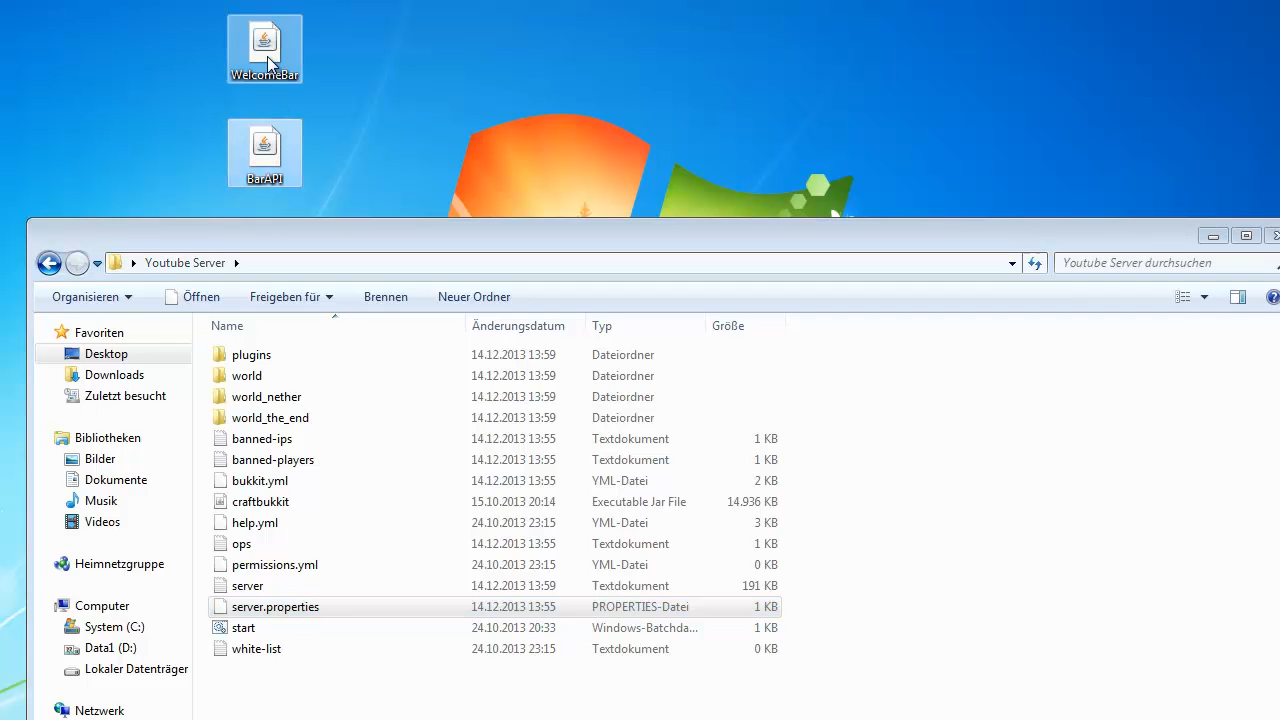 WelcomeBar
BarAPI
Youtube Server
Youtube Server durchsuchen
Organisieren Öffnen Freigeben für Brennen Neuer Ordner
Name Änderungsdatum Typ Größe
Favoriten
Desktop
Downloads
Zuletzt besucht
Bibliotheken
Bilder
Dokumente
Musik
Videos
Heimnetzgruppe
Computer
System (C:)
Data1 (D:)
Lokaler Datenträger
Netzwerk
plugins 14.12.2013 13:59 Dateiordner
world 14.12.2013 13:59 Dateiordner
world_nether 14.12.2013 13:59 Dateiordner
world_the_end 14.12.2013 13:59 Dateiordner
banned-ips 14.12.2013 13:55 Textdokument 1 KB
banned-players 14.12.2013 13:55 Textdokument 1 KB
bukkit.yml 14.12.2013 13:55 YML-Datei 2 KB
craftbukkit 15.10.2013 20:14 Executable Jar File 14.936 KB
help.yml 24.10.2013 23:15 YML-Datei 3 KB
ops 14.12.2013 13:55 Textdokument 1 KB
permissions.yml 24.10.2013 23:15 YML-Datei 0 KB
server 14.12.2013 13:59 Textdokument 191 KB
server.properties 14.12.2013 13:55 PROPERTIES-Datei 1 KB
start 24.10.2013 20:33 Windows-Batchda... 1 KB
white-list 24.10.2013 23:15 Textdokument 0 KB